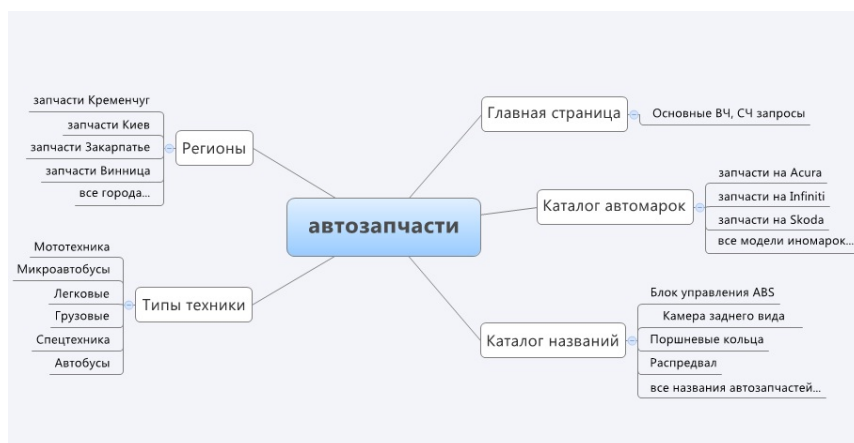 автозапчасти
Главная страница
Основные ВЧ, СЧ запросы
Каталог автомарок
запчасти на Acura
запчасти на Infiniti
запчасти на Skoda
все модели иномарок...
Каталог названий
Блок управления ABS
Камера заднего вида
Поршневые кольца
Распредвал
все названия автозапчастей...
Регионы
запчасти Кременчуг
запчасти Киев
запчасти Закарпатье
запчасти Винница
все города...
Типы техники
Мототехника
Микроавтобусы
Легковые
Грузовые
Спецтехника
Автобусы